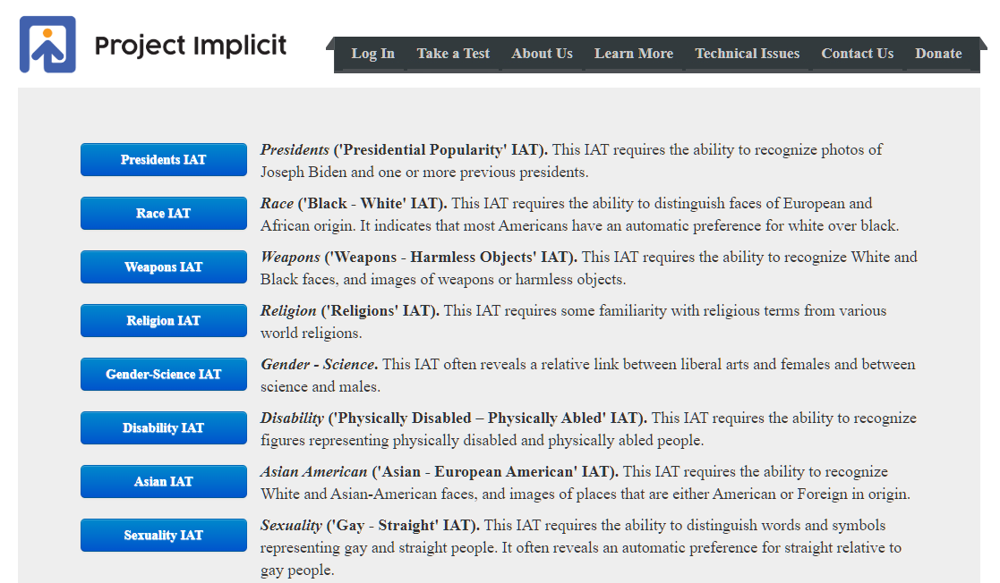 Project Implicit
Log In Take a Test About Us Learn More Technical Issues Contact Us Donate
Presidents IAT
Presidents ('Presidential Popularity' IAT). This IAT requires the ability to recognize photos of
Joseph Biden and one or more previous presidents.
Race IAT
Race ('Black - White' IAT). This IAT requires the ability to distinguish faces of European and
African origin. It indicates that most Americans have an automatic preference for white over black.
Weapons IAT
Weapons ('Weapons - Harmless Objects' IAT). This IAT requires the ability to recognize White and
Black faces, and images of weapons or harmless objects.
Religion IAT
Religion ('Religions' IAT). This IAT requires some familiarity with religious terms from various
world religions.
Gender-Science IAT
Gender - Science. This IAT often reveals a relative link between liberal arts and females and between
science and males.
Disability IAT
Disability ('Physically Disabled – Physically Abled' IAT). This IAT requires the ability to recognize
figures representing physically disabled and physically abled people.
Asian IAT
Asian American ('Asian - European American' IAT). This IAT requires the ability to recognize
White and Asian-American faces, and images of places that are either American or Foreign in origin.
Sexuality IAT
Sexuality ('Gay - Straight' IAT). This IAT requires the ability to distinguish words and symbols
representing gay and straight people. It often reveals an automatic preference for straight relative to
gay people.